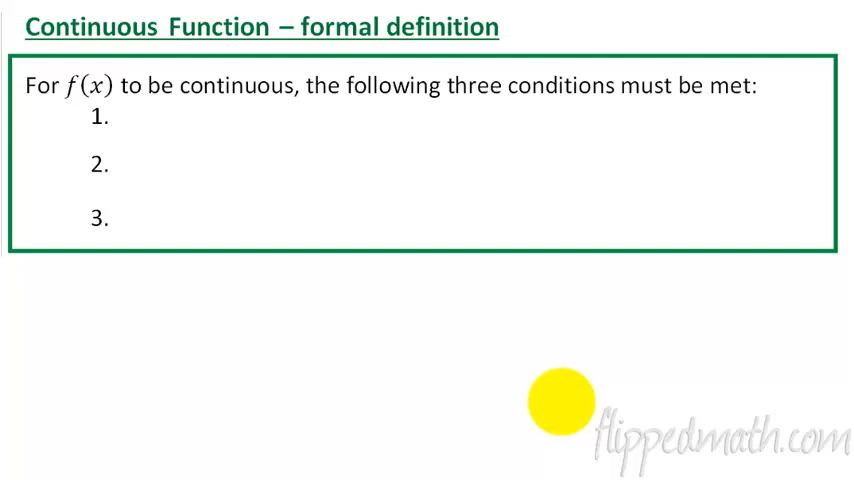 Continuous Function – formal definition
For f(x) to be continuous, the following three conditions must be met:
1.
2.
3.
flippedmath.com